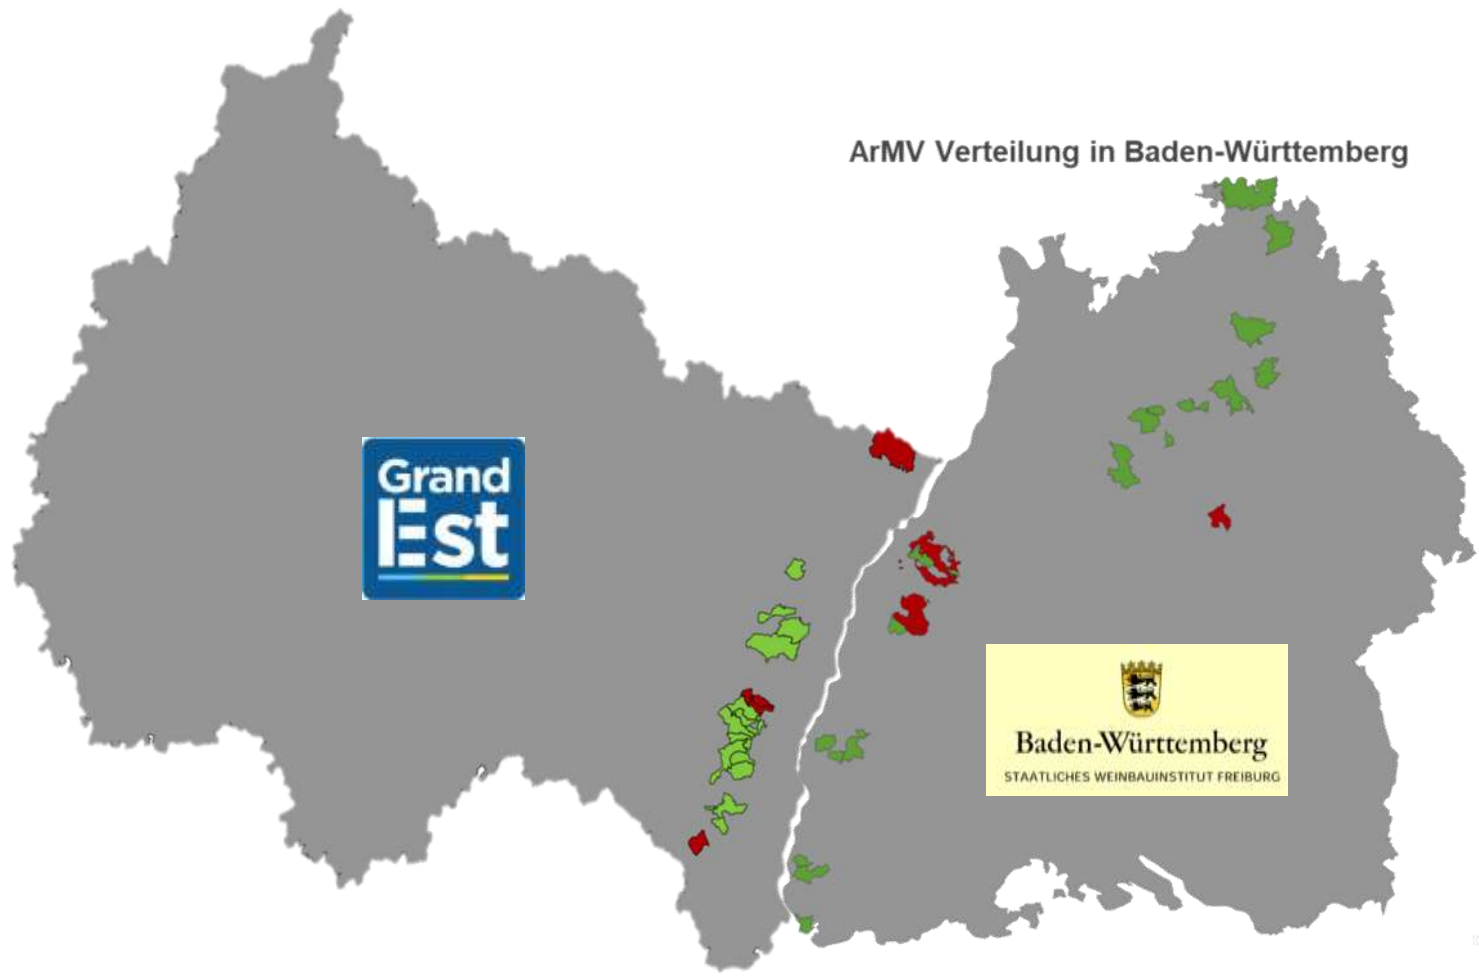 ArMV Verteilung in Baden-Württemberg
Grand
Est
Baden-Württemberg
STAATLICHES WEINBAUINSTITUT FREIBURG